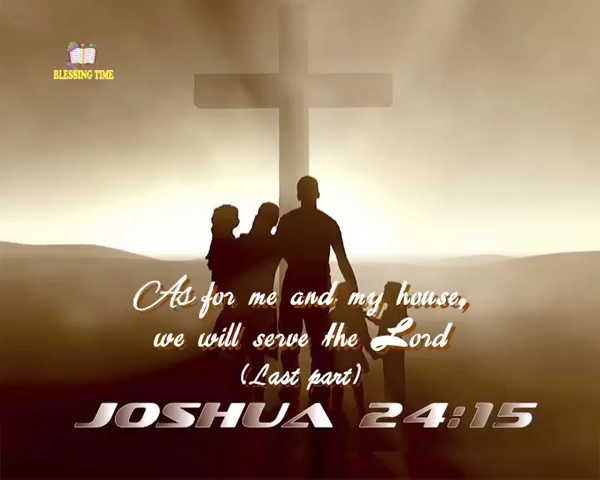 BLESSING TIME
As for me and my house,
we will serve the Lord
(Last part)
JOSHUA 24:15